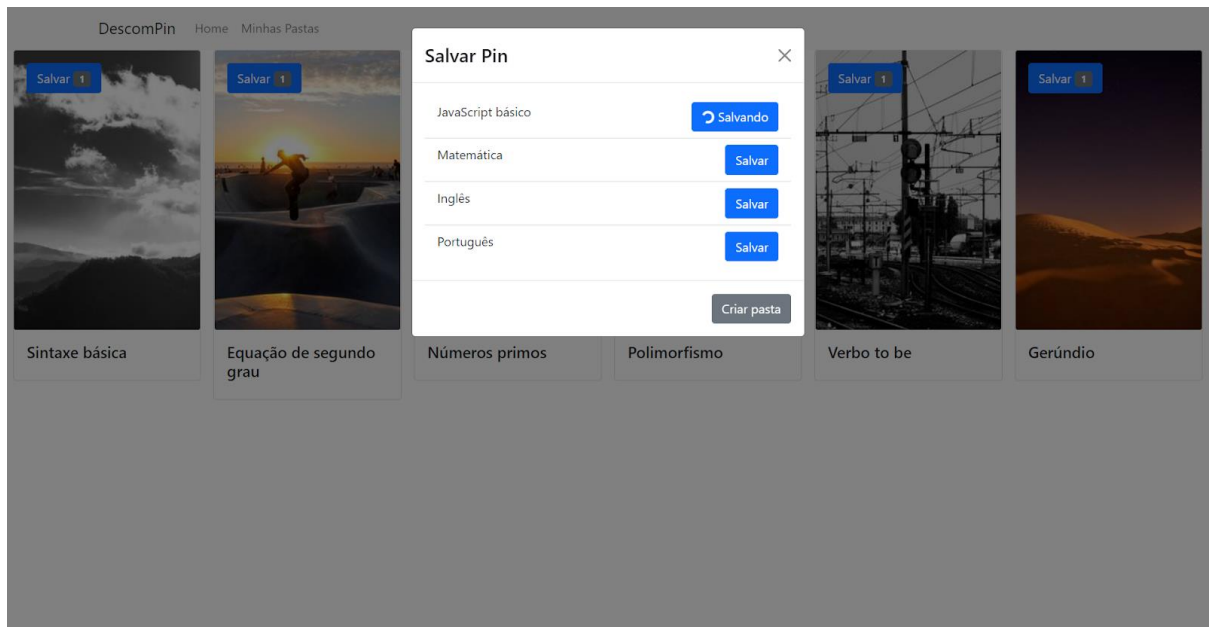 DescomPin Home Minhas Pastas
Salvar Pin
JavaScript básico Salvando
Matemática Salvar
Inglês Salvar
Português Salvar
Criar pasta
Salvar 1
Salvar 1
Salvar 1
Salvar 1
Sintaxe básica
Equação de segundo
grau
Números primos
Polimorfismo
Verbo to be
Gerúndio